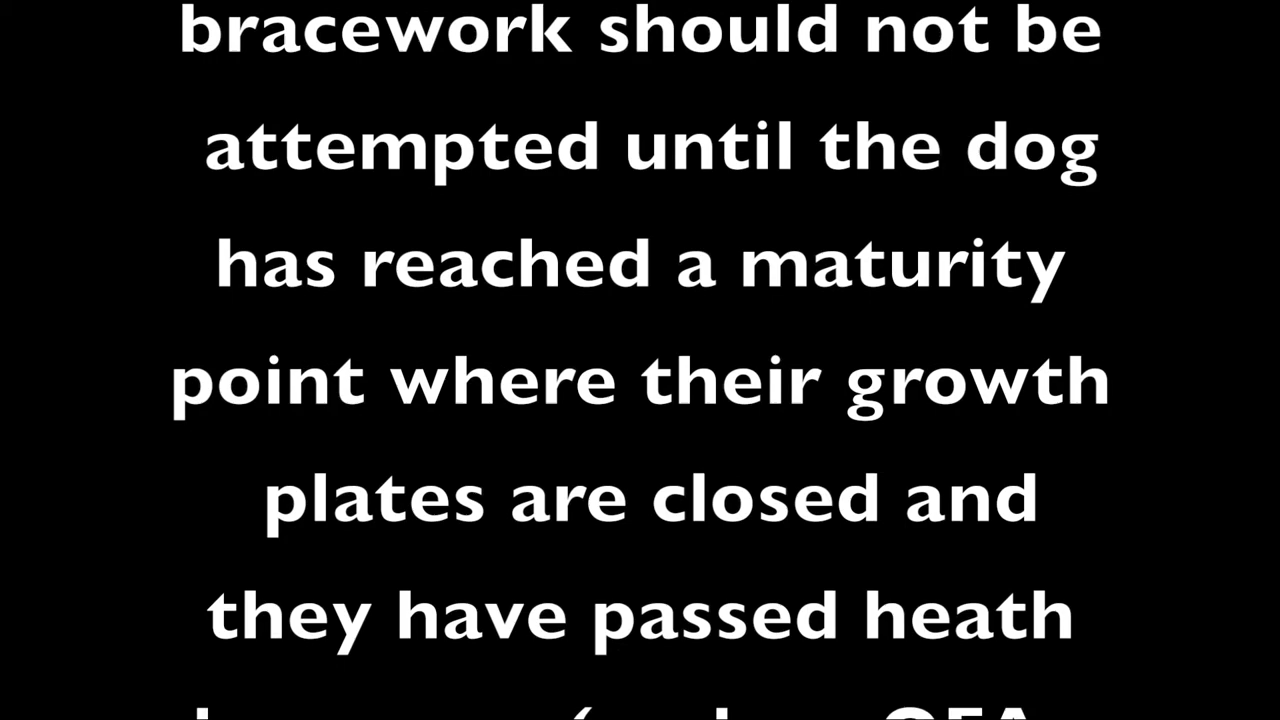 bracework should not be
attempted until the dog
has reached a maturity
point where their growth
plates are closed and
they have passed heath